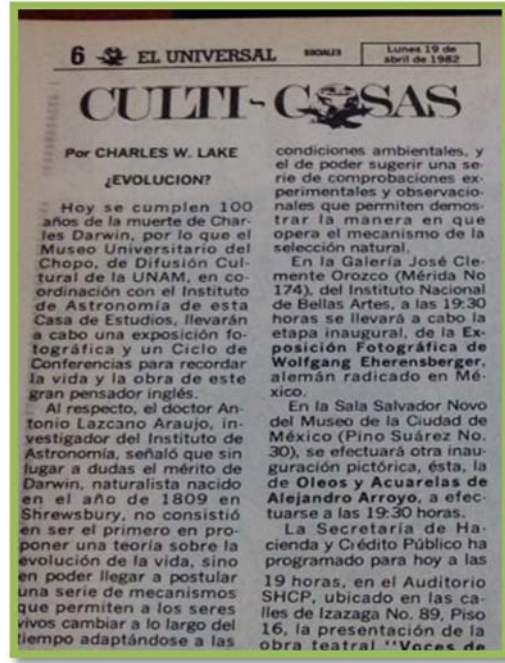 6 EL UNIVERSAL SOCIALES Lunes 19 de
abril de 1982
CULTI-COSAS
Por CHARLES W. LAKE
¿EVOLUCION?
Hoy se cumplen 100
años de la muerte de Char-
les Darwin, por lo que el
Museo Universitario del
Chopo, de Difusión Cul-
tural de la UNAM, en co-
ordinación con el Instituto
de Astronomía de esta
Casa de Estudios, llevarán
a cabo una exposición fo-
tográfica y un Ciclo de
Conferencias para recordar
la vida y la obra de este
gran pensador inglés.
Al respecto, el doctor An-
tonio Lazcano Araujo, in-
vestigador del Instituto de
Astronomía, señaló que sin
lugar a dudas el mérito de
Darwin, naturalista nacido
en el año de 1809 en
Shrewsbury, no consistió
en ser el primero en pro-
poner una teoría sobre la
evolución de la vida, sino
en poder llegar a postular
una serie de mecanismos
que permiten a los seres
vivos cambiar a lo largo del
tiempo adaptándose a las
condiciones ambientales, y
el de poder sugerir una se-
rie de comprobaciones ex-
perimentales y observacio-
nales que permiten demos-
trar la manera en que
opera el mecanismo de la
selección natural.
En la Galería José Cle-
mente Orozco (Mérida No
174), del Instituto Nacional
de Bellas Artes, a las 19:30
horas se llevará a cabo la
etapa inaugural, de la Ex-
posición Fotográfica de
Wolfgang Eherensberger,
alemán radicado en Mé-
xico.
En la Sala Salvador Novo
del Museo de la Ciudad de
México (Pino Suárez No.
30), se efectuará otra inau-
guración pictórica, ésta, la
de Oleos y Acuarelas de
Alejandro Arroyo, a efec-
tuarse a las 19:30 horas.
La Secretaría de Ha-
cienda y Crédito Público ha
programado para hoy a las
19 horas, en el Auditorio
SHCP, ubicado en las ca-
lles de Izazaga No. 89, Piso
16, la presentación de la
obra teatral "Voces de